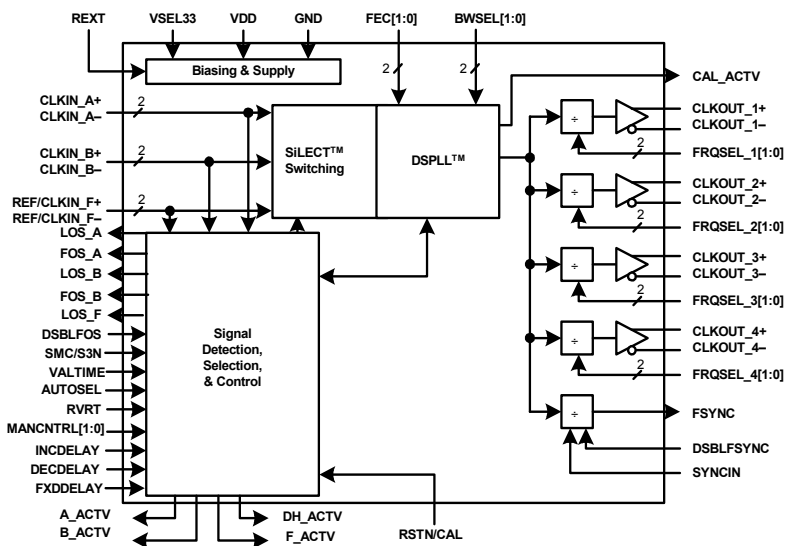 REXT
VSEL33
VDD
GND
FEC[1:0]
BWSEL[1:0]
Biasing & Supply
2
2
CAL_ACTV
CLKIN_A+
CLKIN_A–
2
CLKIN_B+
CLKIN_B–
2
REF/CLKIN_F+
REF/CLKIN_F–
2
SiLECT™
Switching
DSPLL™
÷
CLKOUT_1+
CLKOUT_1–
2
FRQSEL_1[1:0]
÷
CLKOUT_2+
CLKOUT_2–
2
FRQSEL_2[1:0]
÷
CLKOUT_3+
CLKOUT_3–
2
FRQSEL_3[1:0]
÷
CLKOUT_4+
CLKOUT_4–
2
FRQSEL_4[1:0]
÷
FSYNC
DSBLFSYNC
SYNCIN
LOS_A
FOS_A
LOS_B
FOS_B
LOS_F
DSBLFOS
SMC/S3N
VALTIME
AUTOSEL
RVRT
MANCNTRL[1:0]
INCDELAY
DECDELAY
FXDDELAY
Signal
Detection,
Selection,
& Control
A_ACTV
B_ACTV
DH_ACTV
F_ACTV
RSTN/CAL